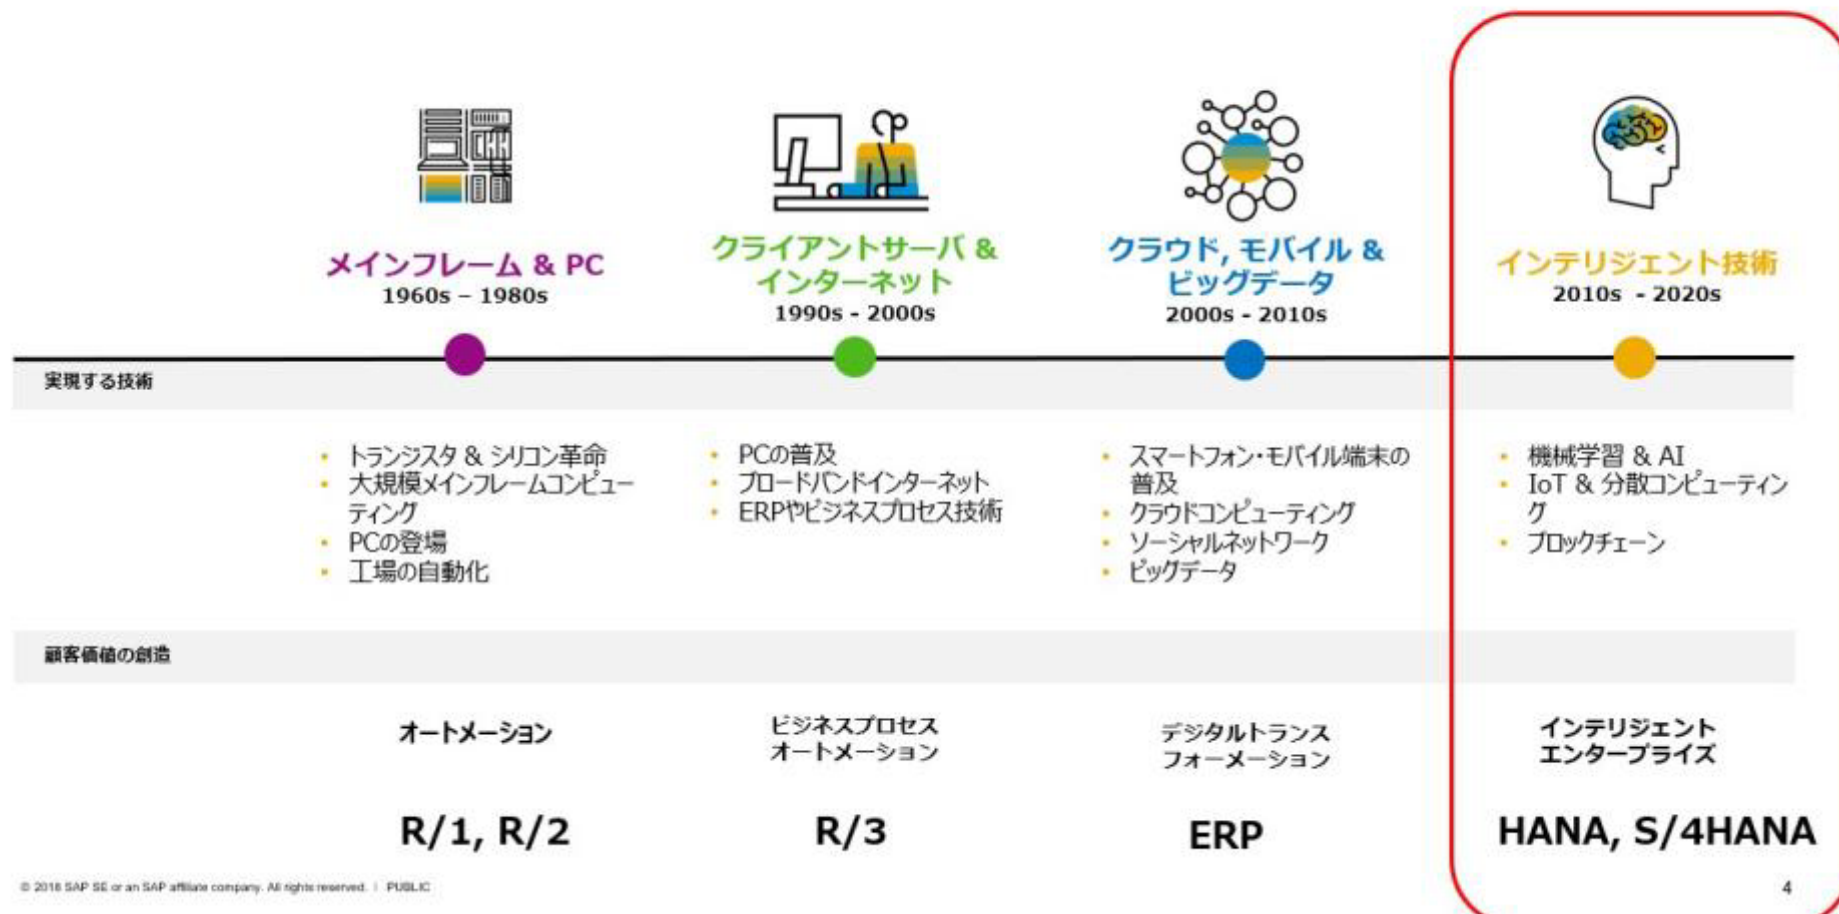 メインフレーム & PC
1960s – 1980s
クライアントサーバ &
インターネット
1990s - 2000s
クラウド, モバイル &
ビッグデータ
2000s - 2010s
インテリジェント技術
2010s - 2020s
実現する技術
• トランジスタ & シリコン革命
• 大規模メインフレームコンピュー
ティング
• PCの登場
• 工場の自動化
• PCの普及
• ブロードバンドインターネット
• ERPやビジネスプロセス技術
• スマートフォン・モバイル端末の
普及
• クラウドコンピューティング
• ソーシャルネットワーク
• ビッグデータ
• 機械学習 & AI
• IoT & 分散コンピューティン
グ
• ブロックチェーン
顧客価値の創造
オートメーション
ビジネスプロセス
オートメーション
デジタルトランス
フォーメーション
インテリジェント
エンタープライズ
R/1, R/2
R/3
ERP
HANA, S/4HANA
© 2018 SAP SE or an SAP affiliate company. All rights reserved. | PUBLIC
4